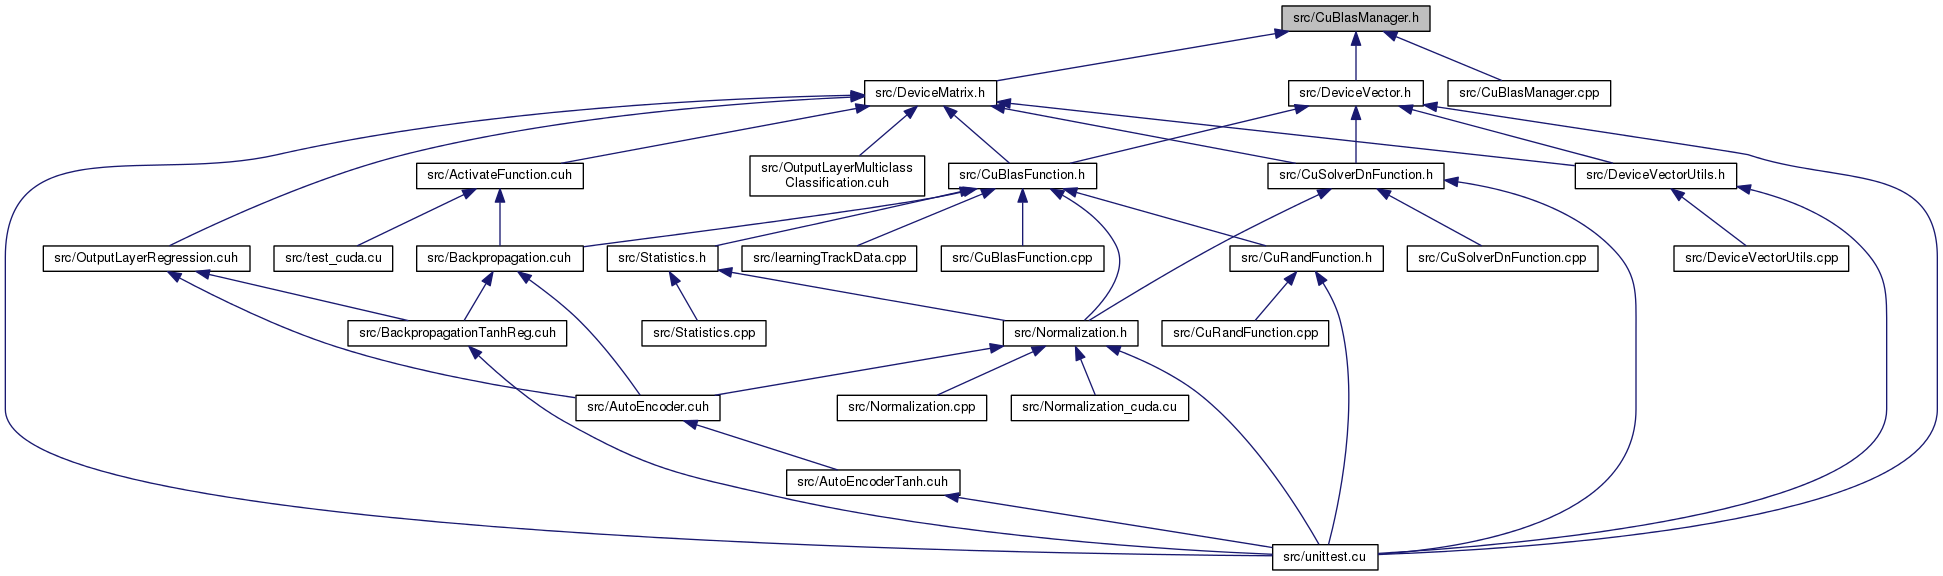 src/CuBlasManager.h
src/DeviceMatrix.h
src/DeviceVector.h
src/CuBlasManager.cpp
src/ActivateFunction.cuh
src/OutputLayerMulticlass
Classification.cuh
src/CuBlasFunction.h
src/CuSolverDnFunction.h
src/DeviceVectorUtils.h
src/OutputLayerRegression.cuh
src/test_cuda.cu
src/Backpropagation.cuh
src/Statistics.h
src/learningTrackData.cpp
src/CuBlasFunction.cpp
src/CuRandFunction.h
src/CuSolverDnFunction.cpp
src/DeviceVectorUtils.cpp
src/BackpropagationTanhReg.cuh
src/Statistics.cpp
src/Normalization.h
src/CuRandFunction.cpp
src/AutoEncoder.cuh
src/Normalization.cpp
src/Normalization_cuda.cu
src/AutoEncoderTanh.cuh
src/unittest.cu